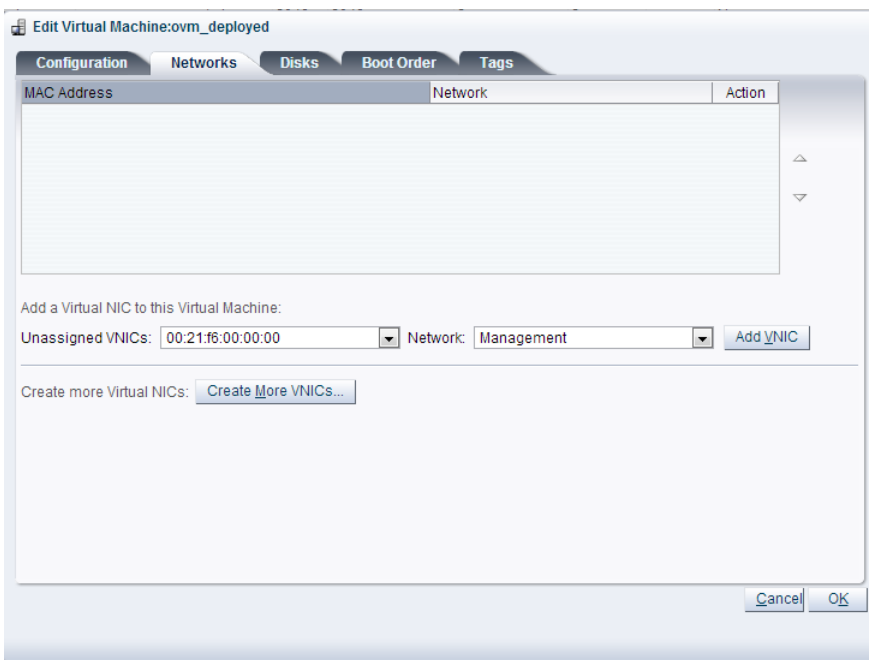 Edit Virtual Machine:ovm_deployed
Configuration Networks Disks Boot Order Tags
MAC Address Network Action
Add a Virtual NIC to this Virtual Machine:
Unassigned VNICs: 00:21:f6:00:00:00 Network: Management Add VNIC
Create more Virtual NICs: Create More VNICs...
Cancel OK